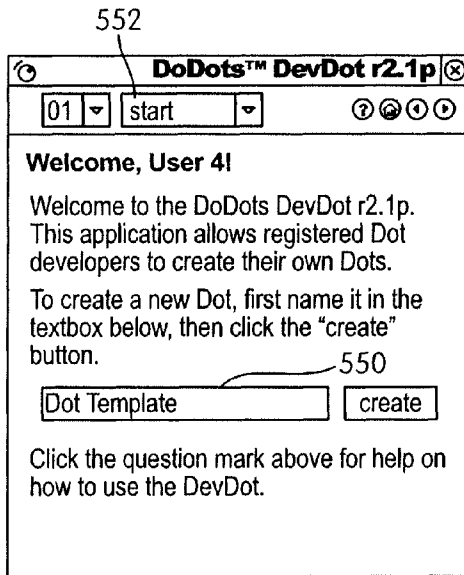 552
DoDots™ DevDot r2.1p
01 start
Welcome, User 4!
Welcome to the DoDots DevDot r2.1p.
This application allows registered Dot
developers to create their own Dots.
To create a new Dot, first name it in the
textbox below, then click the “create”
button.
550
Dot Template create
Click the question mark above for help on
how to use the DevDot.